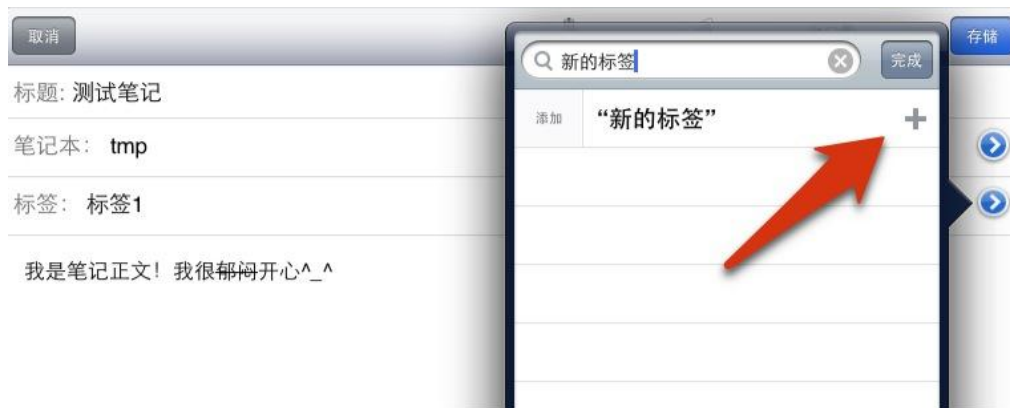 取消
存储
标题: 测试笔记
笔记本: tmp
标签: 标签1
我是笔记正文！我很郁闷开心^_^
新的标签
完成
添加 “新的标签”